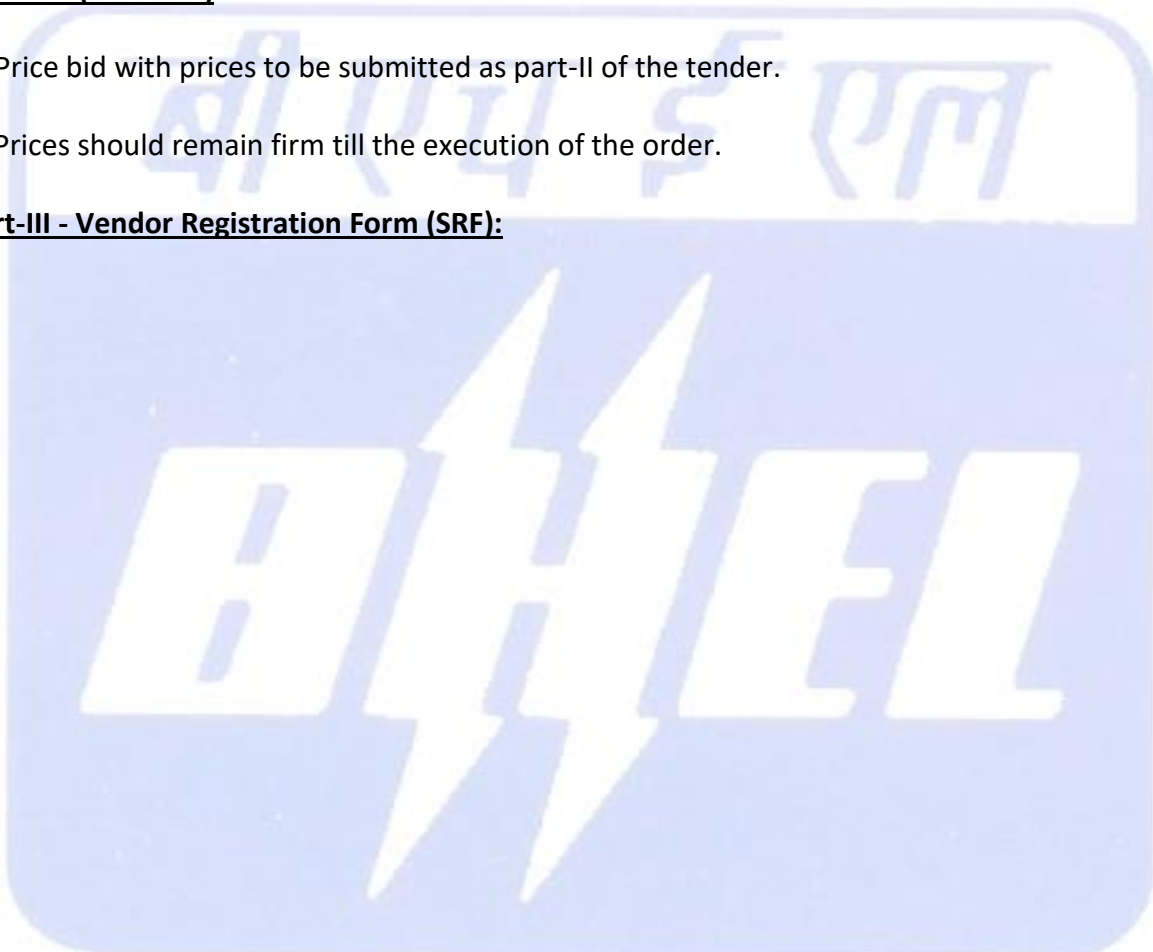 बी एच ई एल
Price bid with prices to be submitted as part-II of the tender.
Prices should remain firm till the execution of the order.
rt-III - Vendor Registration Form (SRF):
BHEL